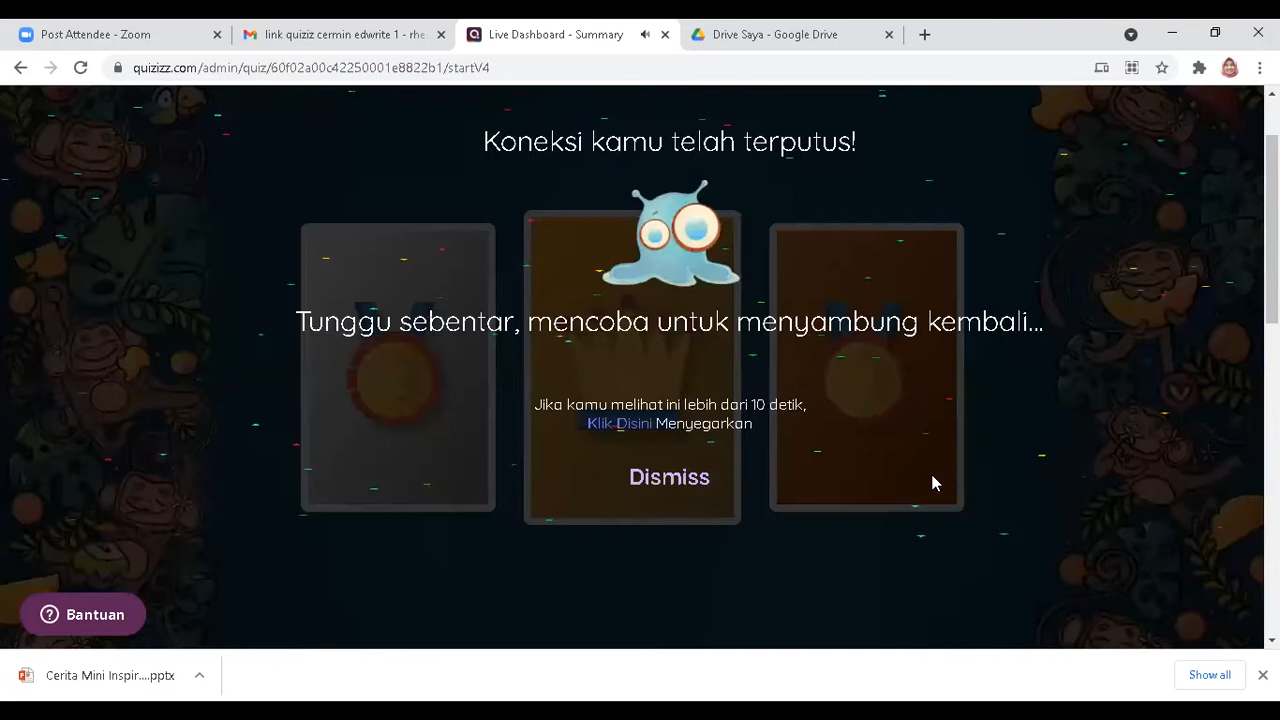 Post Attendee - Zoom
link quiziz cermin edwrite 1 - rhe
Live Dashboard - Summary
Drive Saya - Google Drive
quizizz.com/admin/quiz/60f02a00c42250001e8822b1/startV4
Koneksi kamu telah terputus!
Tunggu sebentar, mencoba untuk menyambung kembali...
Jika kamu melihat ini lebih dari 10 detik,
Klik Disini Menyegarkan
Dismiss
Bantuan
Cerita Mini Inspir....pptx
Show all